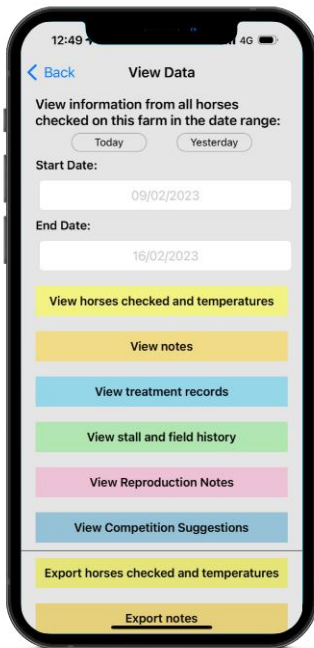 12:49 4G
Back View Data
View information from all horses
checked on this farm in the date range:
Today Yesterday
Start Date:
09/02/2023
End Date:
16/02/2023
View horses checked and temperatures
View notes
View treatment records
View stall and field history
View Reproduction Notes
View Competition Suggestions
Export horses checked and temperatures
Export notes